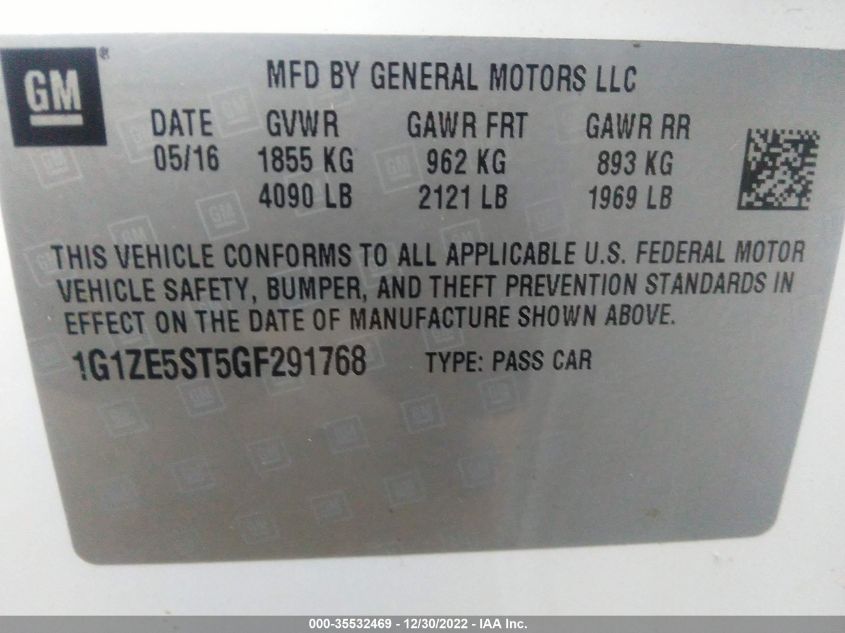 GM ®
MFD BY GENERAL MOTORS LLC
DATE GVWR GAWR FRT GAWR RR
05/16 1855 KG 962 KG 893 KG
4090 LB 2121 LB 1969 LB
THIS VEHICLE CONFORMS TO ALL APPLICABLE U.S. FEDERAL MOTOR
VEHICLE SAFETY, BUMPER, AND THEFT PREVENTION STANDARDS IN
EFFECT ON THE DATE OF MANUFACTURE SHOWN ABOVE.
1G1ZE5ST5GF291768 TYPE: PASS CAR
000-35532469 - 12/30/2022 - IAA Inc.